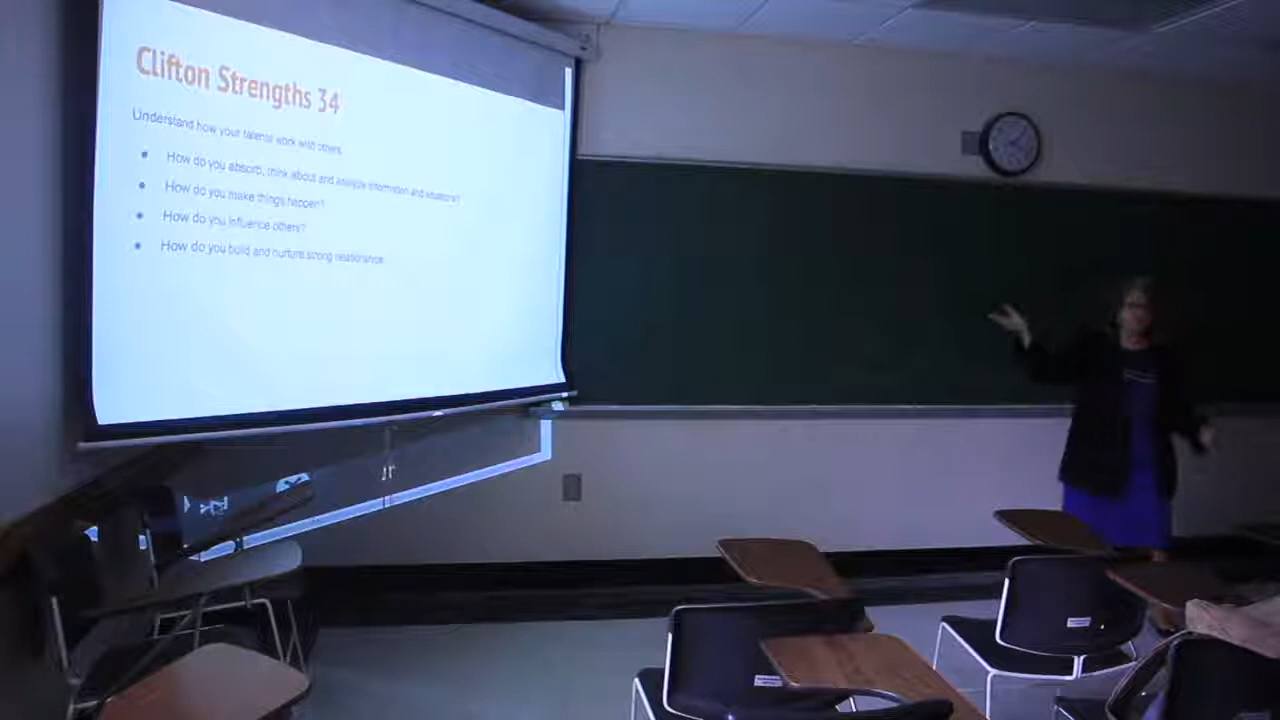 Clifton Strengths 34
Understand how your talents work with others
How do you absorb, think about and analyze information and situations?
How do you make things happen?
How do you influence others?
How do you build and nurture strong relationships